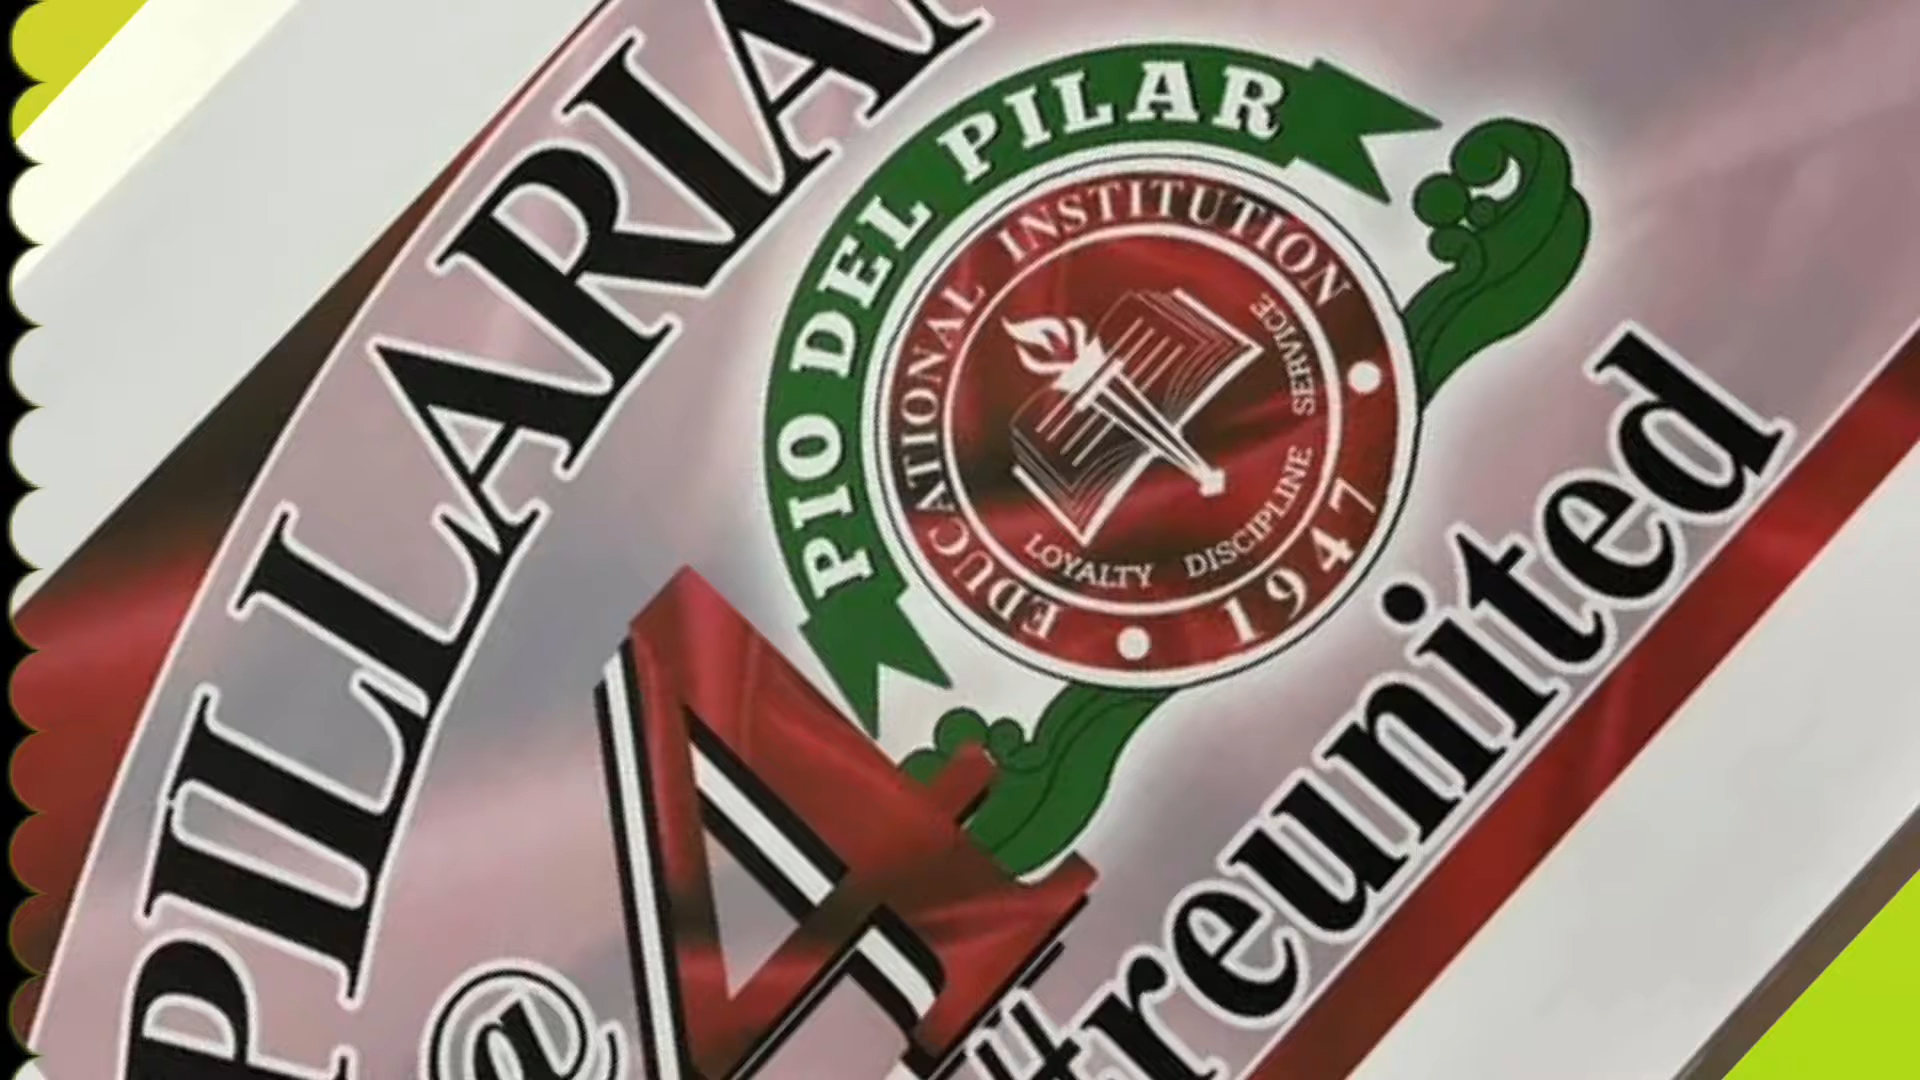 PILLARIA
PIO DEL PILAR
EDUCATIONAL INSTITUTION
1947
LOYALTY DISCIPLINE SERVICE
@
4
#reunited